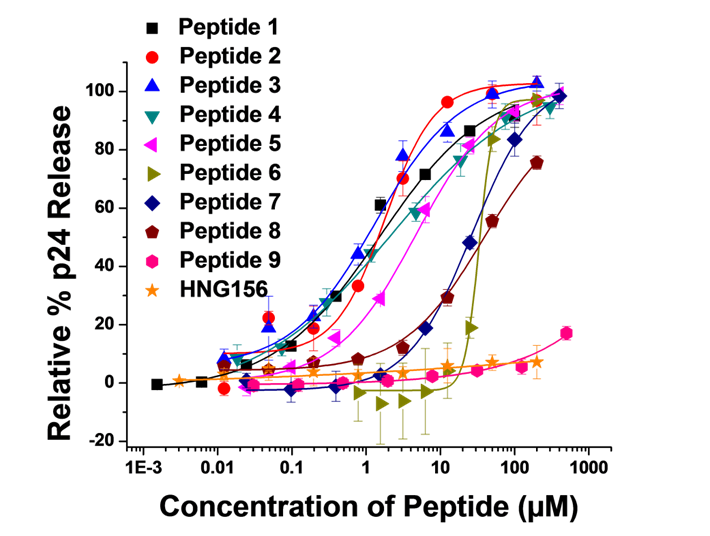 Peptide 1
Peptide 2
Peptide 3
Peptide 4
Peptide 5
Peptide 6
Peptide 7
Peptide 8
Peptide 9
HNG156
Relative % p24 Release
100
80
60
40
20
0
-20
1E-3 0.01 0.1 1 10 100 1000
Concentration of Peptide (µM)